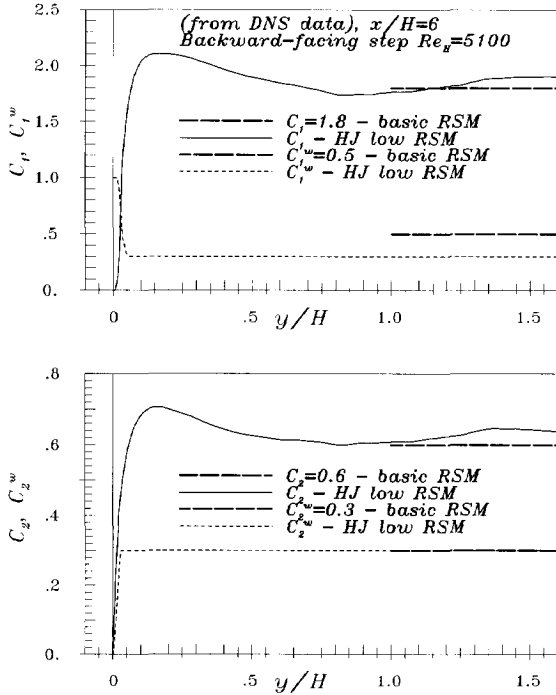 (from DNS data), x/H=6
Backward-facing step Re_H=5100
2.5
2.0
1.5
1.0
.5
0.
C_1, C_1^w
C_1=1.8 - basic RSM
C_1 - HJ low RSM
C_1^w=0.5 - basic RSM
C_1^w - HJ low RSM
0 .5 1.0 1.5
y/H
.8
.6
.4
.2
0.
C_2, C_2^w
C_2=0.6 - basic RSM
C_2 - HJ low RSM
C_2^w=0.3 - basic RSM
C_2^w - HJ low RSM
0 .5 1.0 1.5
y/H